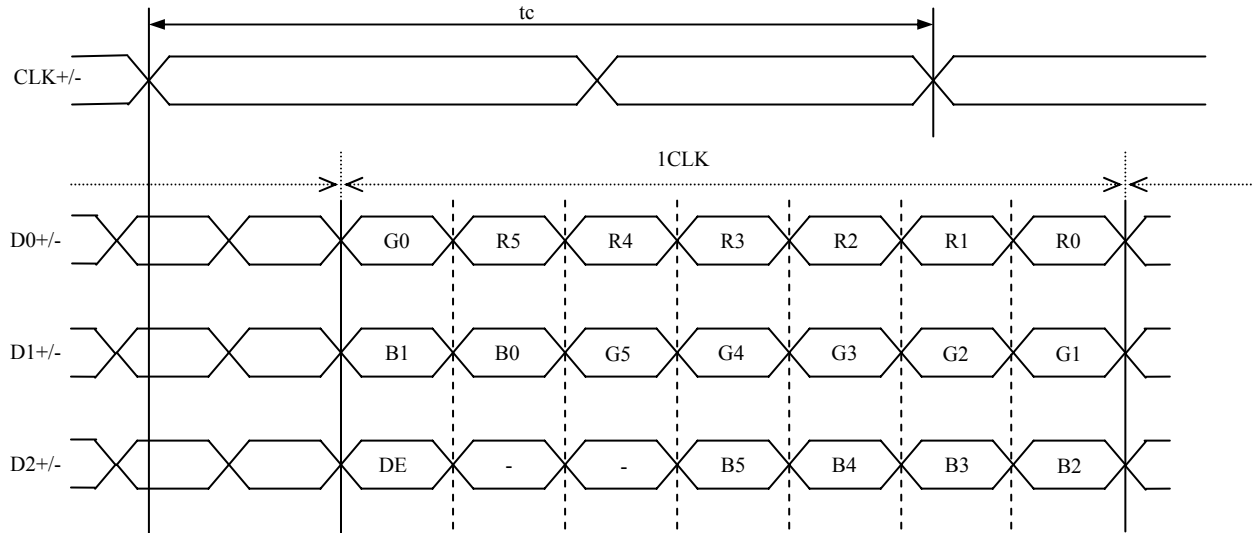 tc
CLK+/-
1CLK
D0+/- G0 R5 R4 R3 R2 R1 R0
D1+/- B1 B0 G5 G4 G3 G2 G1
D2+/- DE - - B5 B4 B3 B2